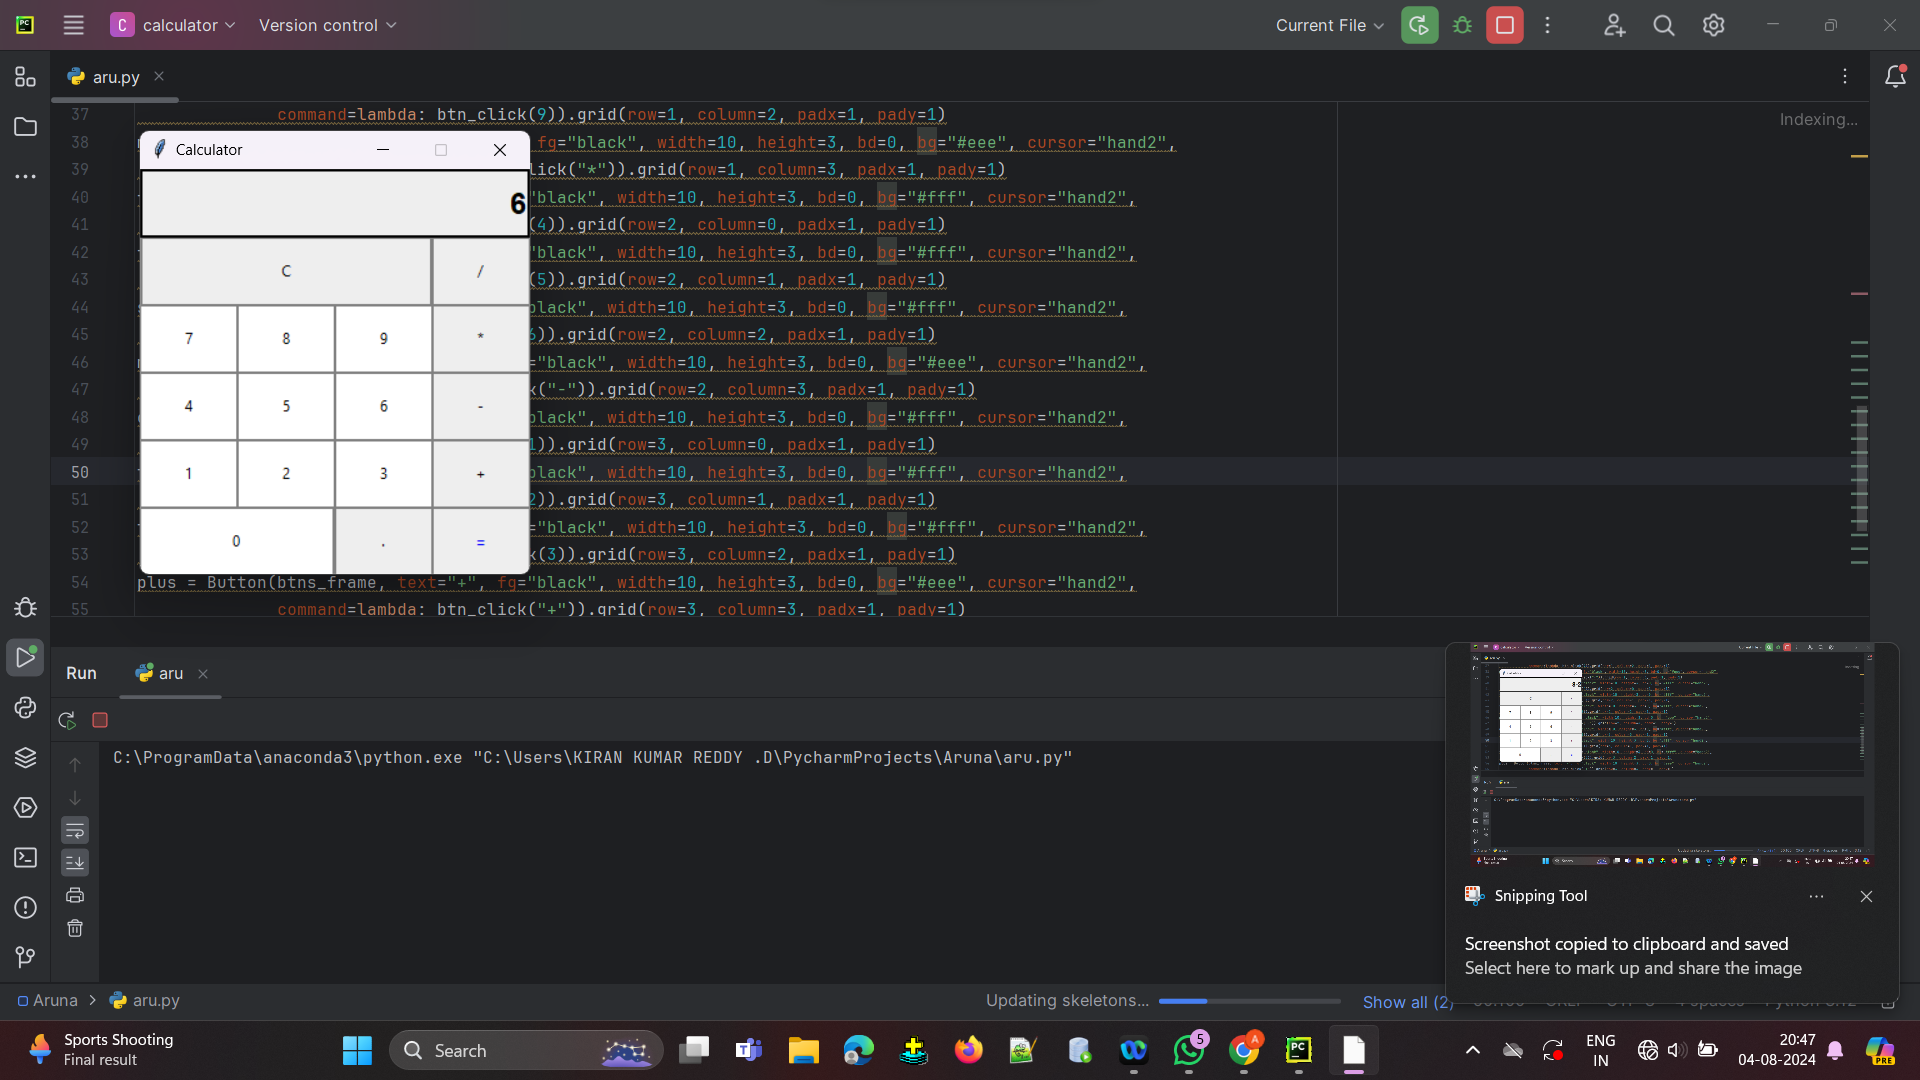 C calculator Version control Current File
aru.py
37 command=lambda: btn_click(9)).grid(row=1, column=2, padx=1, pady=1)
Indexing...
38 fg="black", width=10, height=3, bd=0, bg="#eee", cursor="hand2",
39 lick("*")).grid(row=1, column=3, padx=1, pady=1)
40 "black", width=10, height=3, bd=0, bg="#fff", cursor="hand2",
41 (4)).grid(row=2, column=0, padx=1, pady=1)
42 "black", width=10, height=3, bd=0, bg="#fff", cursor="hand2",
43 (5)).grid(row=2, column=1, padx=1, pady=1)
44 black", width=10, height=3, bd=0, bg="#fff", cursor="hand2",
45 6)).grid(row=2, column=2, padx=1, pady=1)
46 ="black", width=10, height=3, bd=0, bg="#eee", cursor="hand2",
47 k("-")).grid(row=2, column=3, padx=1, pady=1)
48 black", width=10, height=3, bd=0, bg="#fff", cursor="hand2",
49 1)).grid(row=3, column=0, padx=1, pady=1)
50 black", width=10, height=3, bd=0, bg="#fff", cursor="hand2",
51 2)).grid(row=3, column=1, padx=1, pady=1)
52 ="black", width=10, height=3, bd=0, bg="#fff", cursor="hand2",
53 k(3)).grid(row=3, column=2, padx=1, pady=1)
54 plus = Button(btns_frame, text="+", fg="black", width=10, height=3, bd=0, bg="#eee", cursor="hand2",
55 command=lambda: btn_click("+")).grid(row=3, column=3, padx=1, pady=1)
Calculator
6
C /
7 8 9 *
4 5 6 -
1 2 3 +
0 . =
Run aru
C:\ProgramData\anaconda3\python.exe "C:\Users\KIRAN KUMAR REDDY .D\PycharmProjects\Aruna\aru.py"
Snipping Tool
Screenshot copied to clipboard and saved
Select here to mark up and share the image
Aruna > aru.py Updating skeletons... Show all (2)
Sports Shooting
Final result
Search
5
A
ENG
IN
20:47
04-08-2024